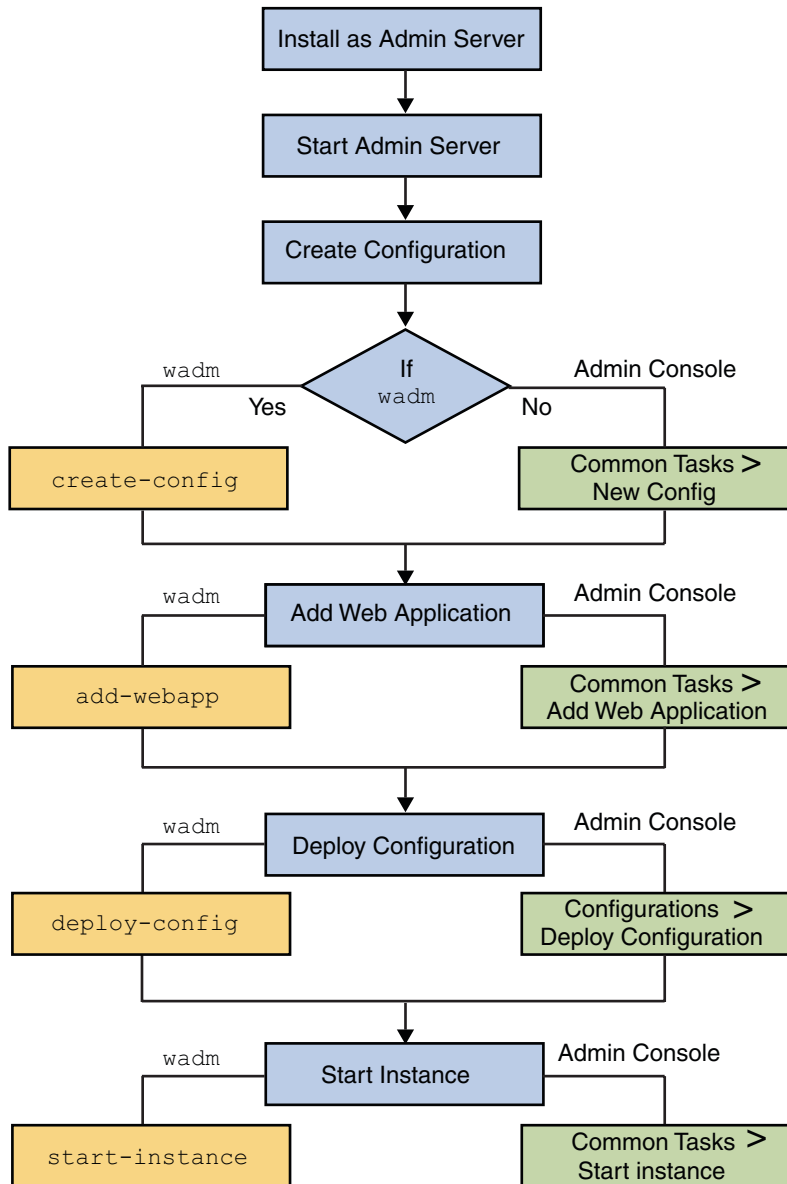 Install as Admin Server
Start Admin Server
Create Configuration
If
wadm
wadm
Yes
Admin Console
No
create-config
Common Tasks >
New Config
wadm
Add Web Application
Admin Console
add-webapp
Common Tasks >
Add Web Application
wadm
Deploy Configuration
Admin Console
deploy-config
Configurations >
Deploy Configuration
wadm
Start Instance
Admin Console
start-instance
Common Tasks >
Start instance